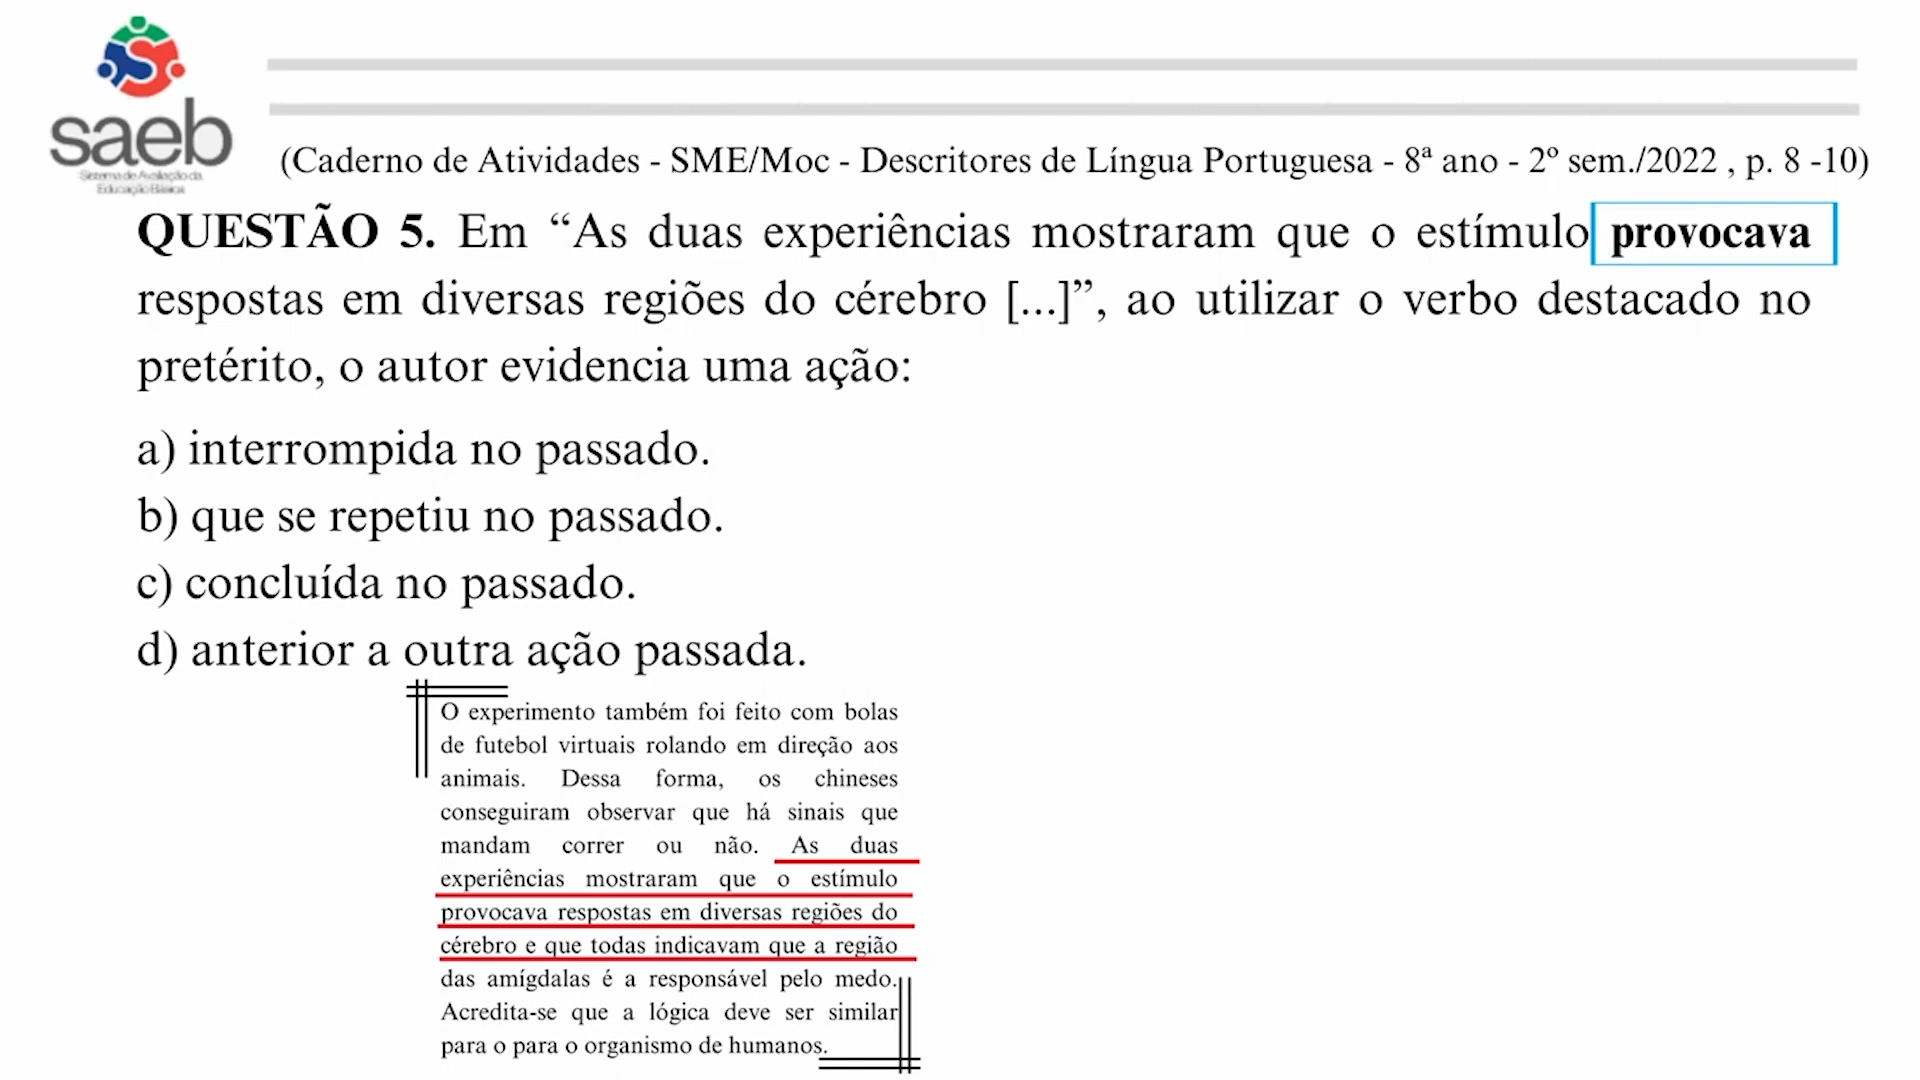 saeb
Sistema de Avaliação da
Educação Básica
(Caderno de Atividades - SME/Moc - Descritores de Língua Portuguesa - 8ª ano - 2º sem./2022 , p. 8 -10)
QUESTÃO 5. Em “As duas experiências mostraram que o estímulo provocava
respostas em diversas regiões do cérebro [...]”, ao utilizar o verbo destacado no
pretérito, o autor evidencia uma ação:
a) interrompida no passado.
b) que se repetiu no passado.
c) concluída no passado.
d) anterior a outra ação passada.
O experimento também foi feito com bolas
de futebol virtuais rolando em direção aos
animais. Dessa forma, os chineses
conseguiram observar que há sinais que
mandam correr ou não. As duas
experiências mostraram que o estímulo
provocava respostas em diversas regiões do
cérebro e que todas indicavam que a região
das amígdalas é a responsável pelo medo.
Acredita-se que a lógica deve ser similar
para o para o organismo de humanos.